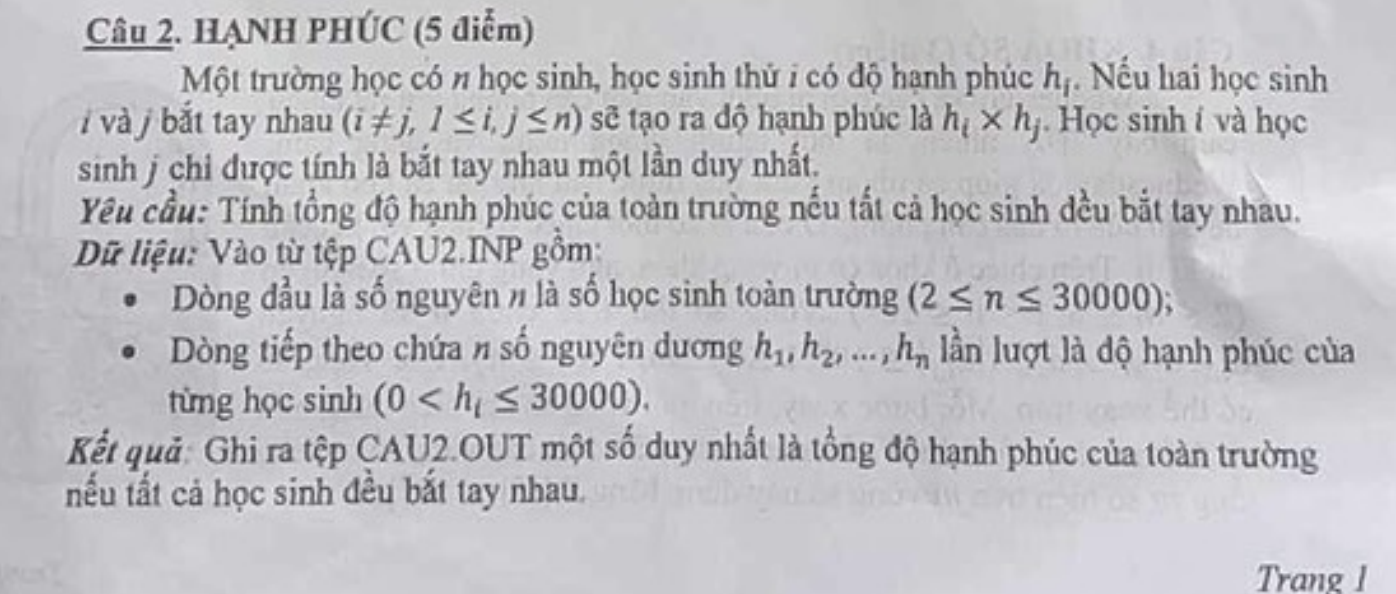 Câu 2. HẠNH PHÚC (5 điểm)
Một trường học có n học sinh, học sinh thứ i có độ hạnh phúc hᵢ. Nếu hai học sinh
i và j bắt tay nhau (i ≠ j, 1 ≤ i, j ≤ n) sẽ tạo ra độ hạnh phúc là hᵢ × hⱼ. Học sinh i và học
sinh j chỉ được tính là bắt tay nhau một lần duy nhất.
Yêu cầu: Tính tổng độ hạnh phúc của toàn trường nếu tất cả học sinh đều bắt tay nhau.
Dữ liệu: Vào từ tệp CAU2.INP gồm:
• Dòng đầu là số nguyên n là số học sinh toàn trường (2 ≤ n ≤ 30000);
• Dòng tiếp theo chứa n số nguyên dương h₁, h₂, ..., hₙ lần lượt là độ hạnh phúc của
từng học sinh (0 < hᵢ ≤ 30000).
Kết quả: Ghi ra tệp CAU2.OUT một số duy nhất là tổng độ hạnh phúc của toàn trường
nếu tất cả học sinh đều bắt tay nhau.
Trang 1